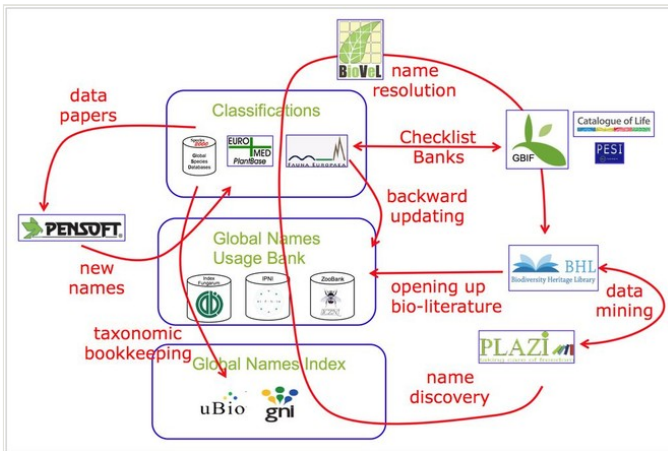 BioVeL
name
resolution
data
papers
Classifications
Species
2000
Global
Species
Databases
EURO
MED
PlantBase
FAUNA EUROPAEA
Checklist
Banks
GBIF
Catalogue of Life
PESI
backward
updating
PENSOFT.
new
names
Global Names
Usage Bank
Index
Fungorum
IPNI
ZooBank
ICZN
opening up
bio-literature
BHL
Biodiversity Heritage Library
data
mining
taxonomic
bookkeeping
Global Names Index
uBio
gni
PLAZI
name
discovery